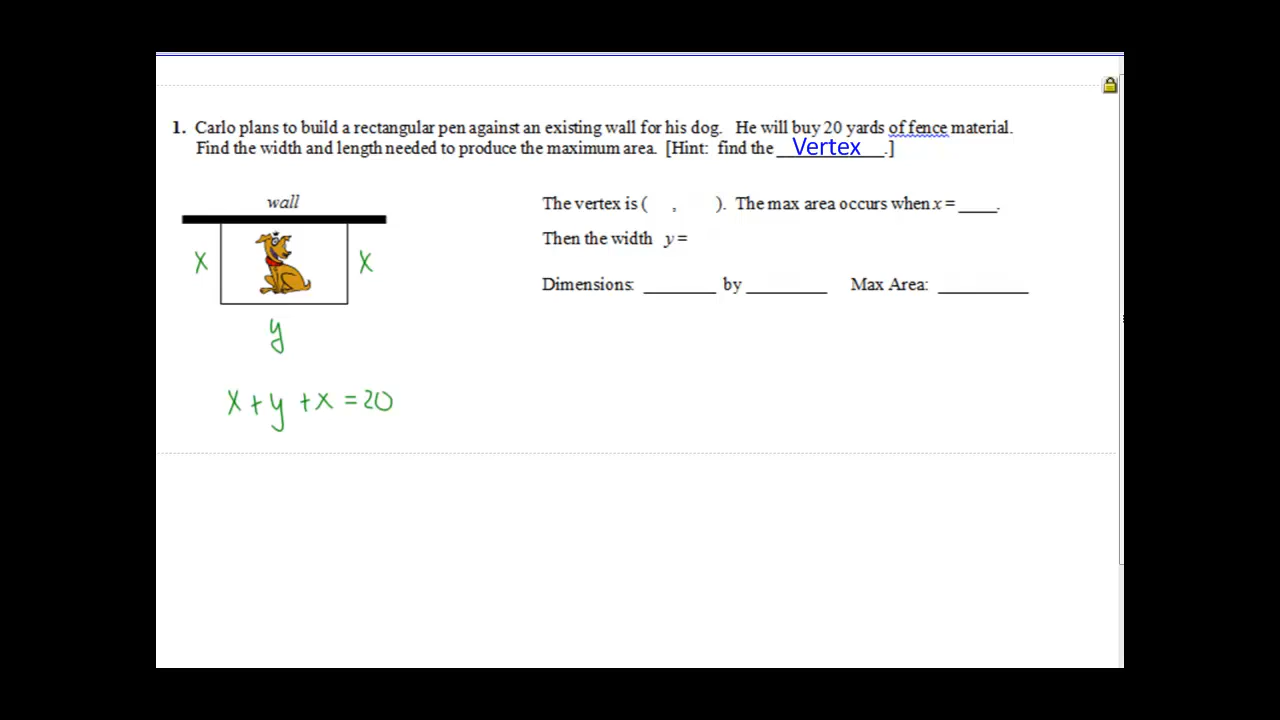 1. Carlo plans to build a rectangular pen against an existing wall for his dog. He will buy 20 yards of fence material.
Find the width and length needed to produce the maximum area. [Hint: find the Vertex.]
wall
The vertex is ( , ). The max area occurs when x = ____.
Then the width y =
x
x
Dimensions: ________ by _________ Max Area: __________
y
x + y + x = 20